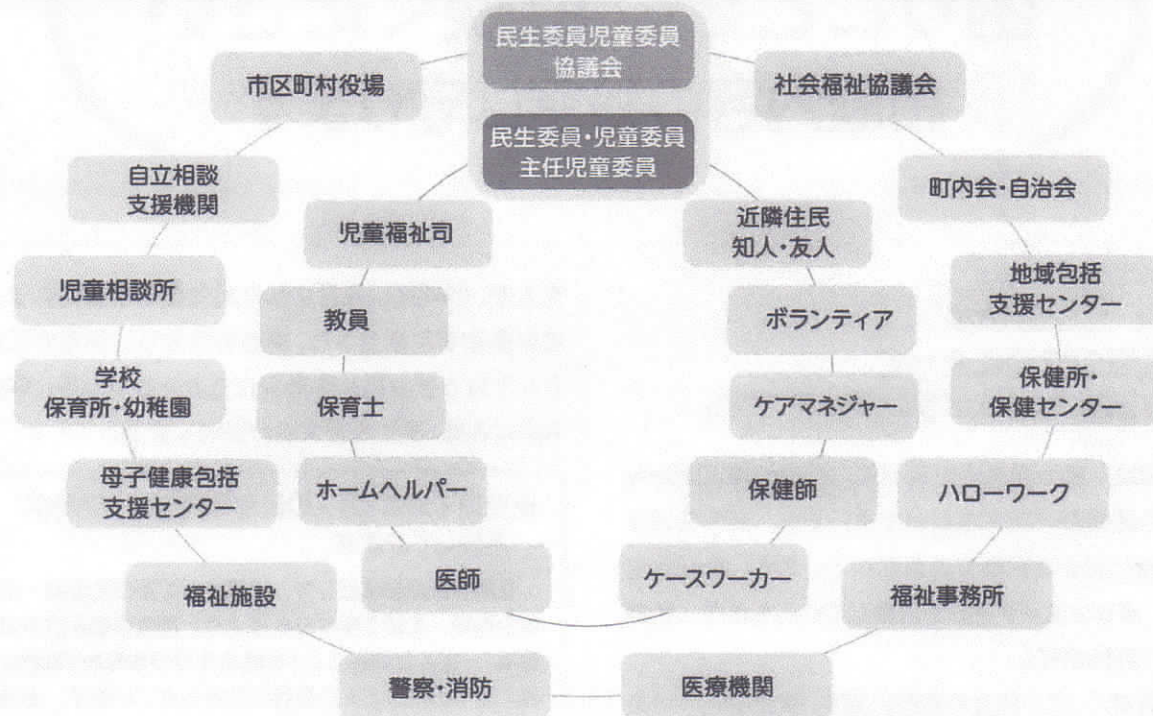 民生委員児童委員
協議会
市区町村役場
社会福祉協議会
民生委員・児童委員
主任児童委員
自立相談
支援機関
町内会・自治会
児童福祉司
近隣住民
知人・友人
児童相談所
地域包括
支援センター
教員
ボランティア
学校
保育所・幼稚園
保育士
ケアマネジャー
保健所・
保健センター
母子健康包括
支援センター
ホームヘルパー
保健師
ハローワーク
福祉施設
医師
ケースワーカー
福祉事務所
警察・消防
医療機関